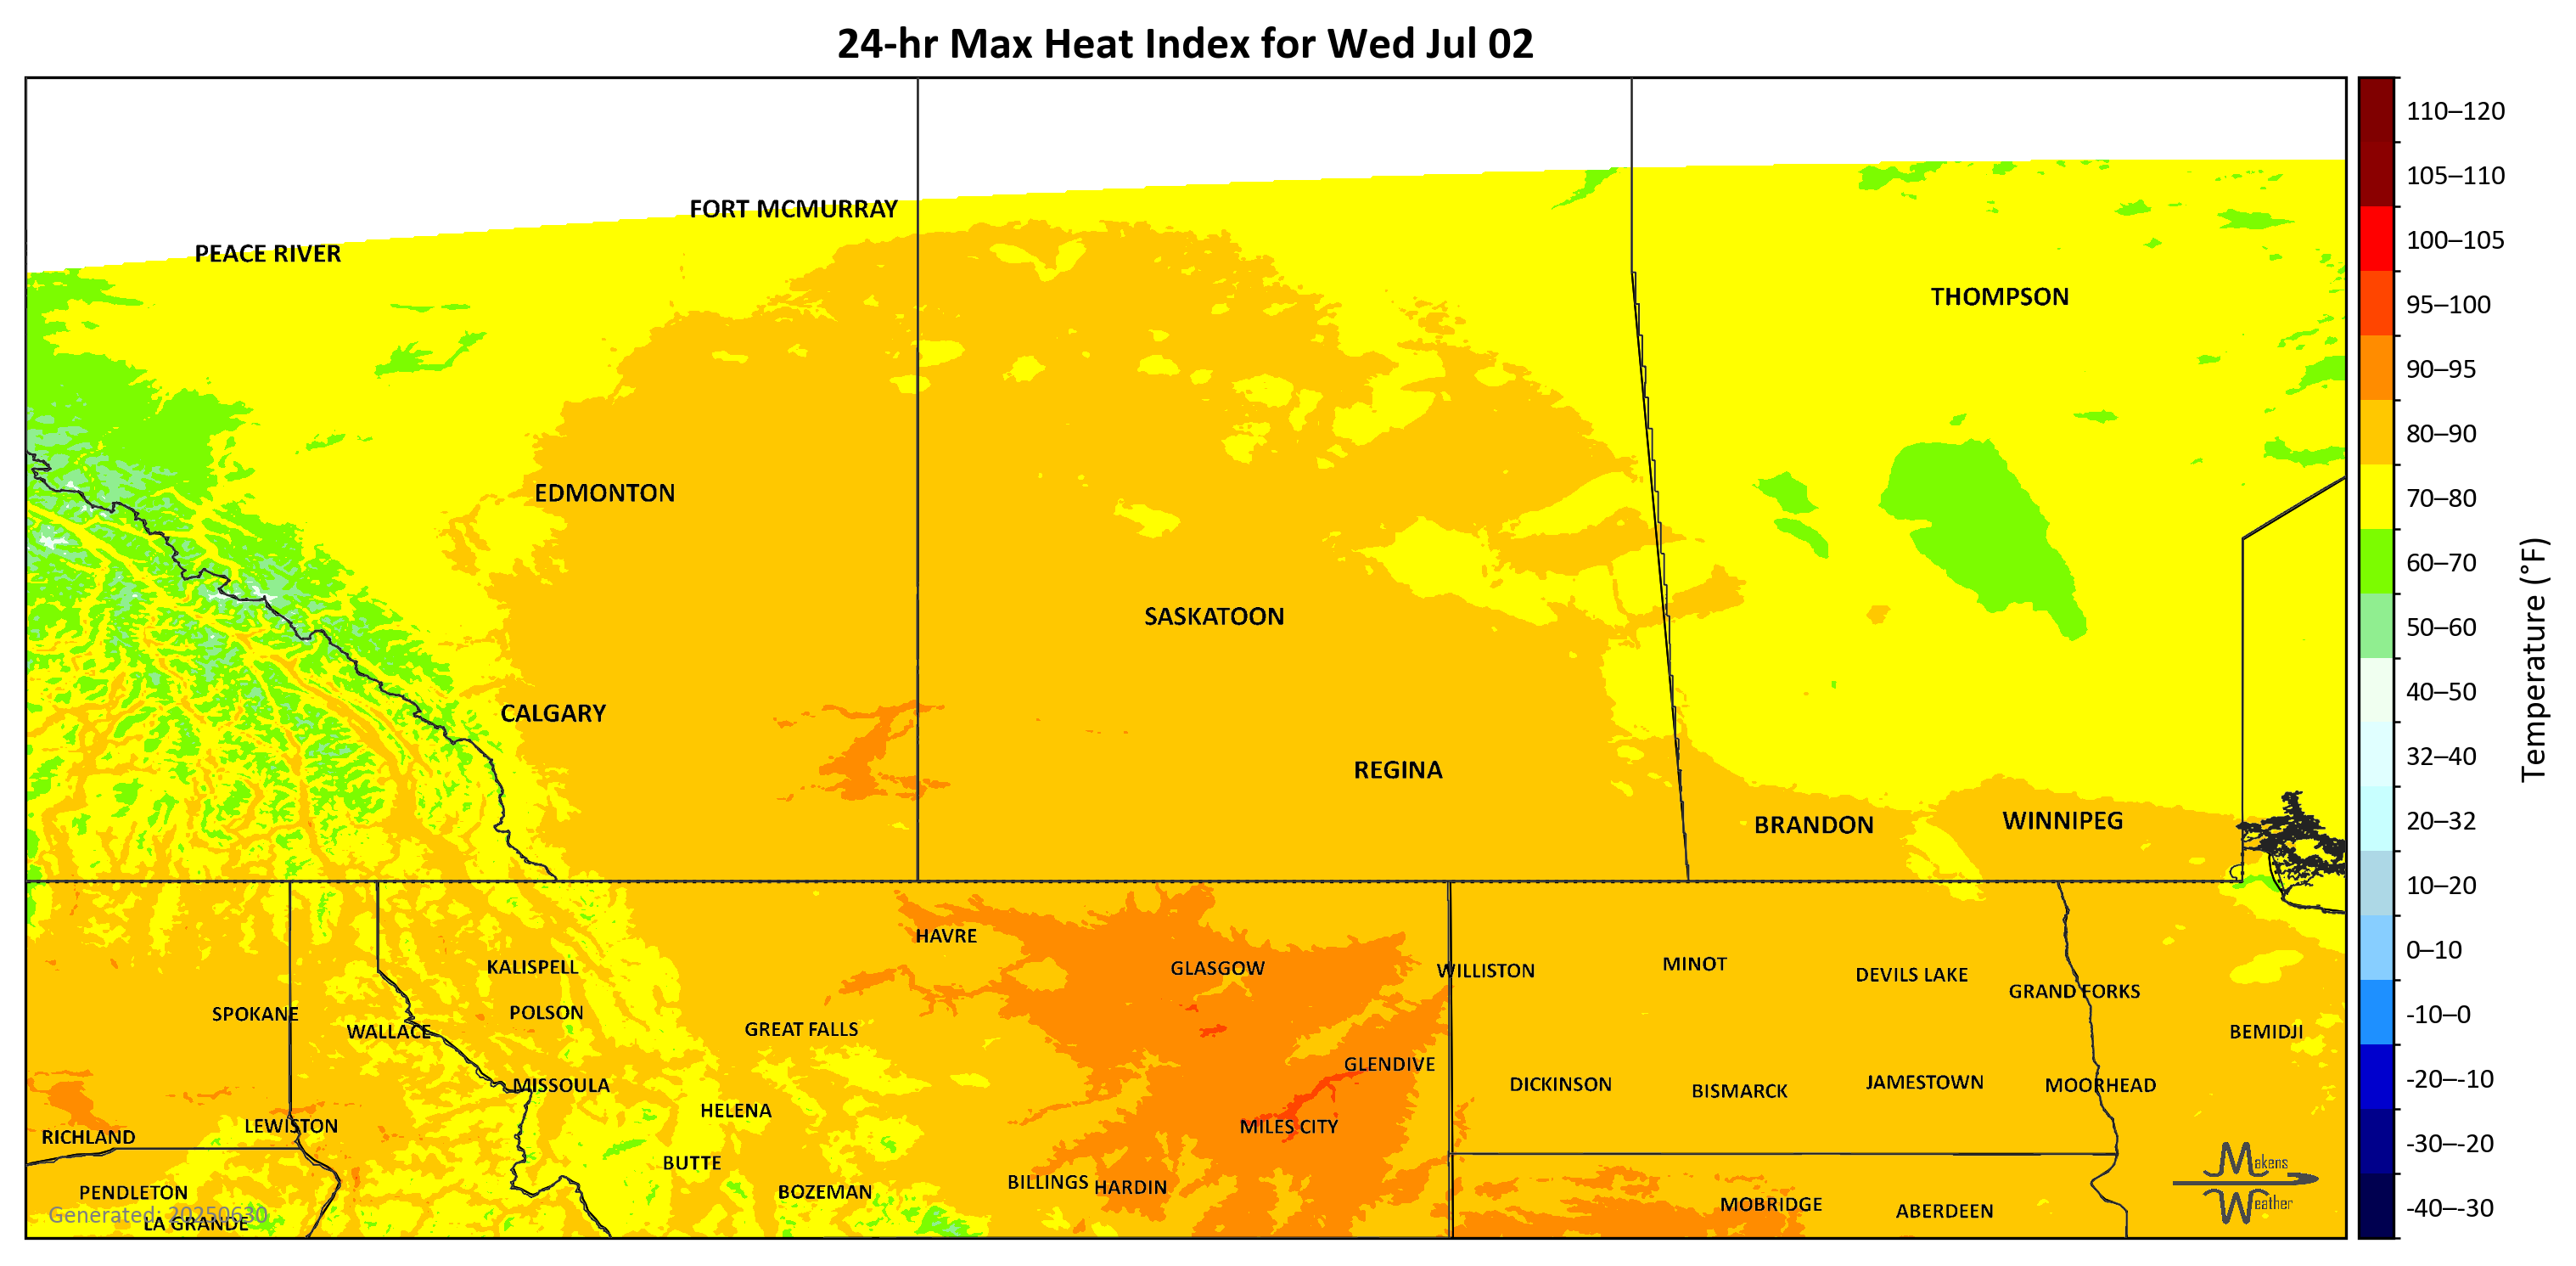 24-hr Max Heat Index for Wed Jul 02
FORT MCMURRAY
PEACE RIVER
THOMPSON
EDMONTON
SASKATOON
CALGARY
REGINA
BRANDON
WINNIPEG
HAVRE
KALISPELL
GLASGOW
WILLISTON
MINOT
DEVILS LAKE
GRAND FORKS
SPOKANE
POLSON
WALLACE
GREAT FALLS
BEMIDJI
GLENDIVE
MISSOULA
DICKINSON
BISMARCK
JAMESTOWN
MOORHEAD
HELENA
LEWISTON
MILES CITY
RICHLAND
BUTTE
BILLINGS
HARDIN
PENDLETON
BOZEMAN
MOBRIDGE
ABERDEEN
Generated: 20250630
LA GRANDE
Makens
Weather
110–120
105–110
100–105
95–100
90–95
80–90
70–80
60–70
50–60
40–50
32–40
20–32
10–20
0–10
-10–0
-20–-10
-30–-20
-40–-30
Temperature (°F)